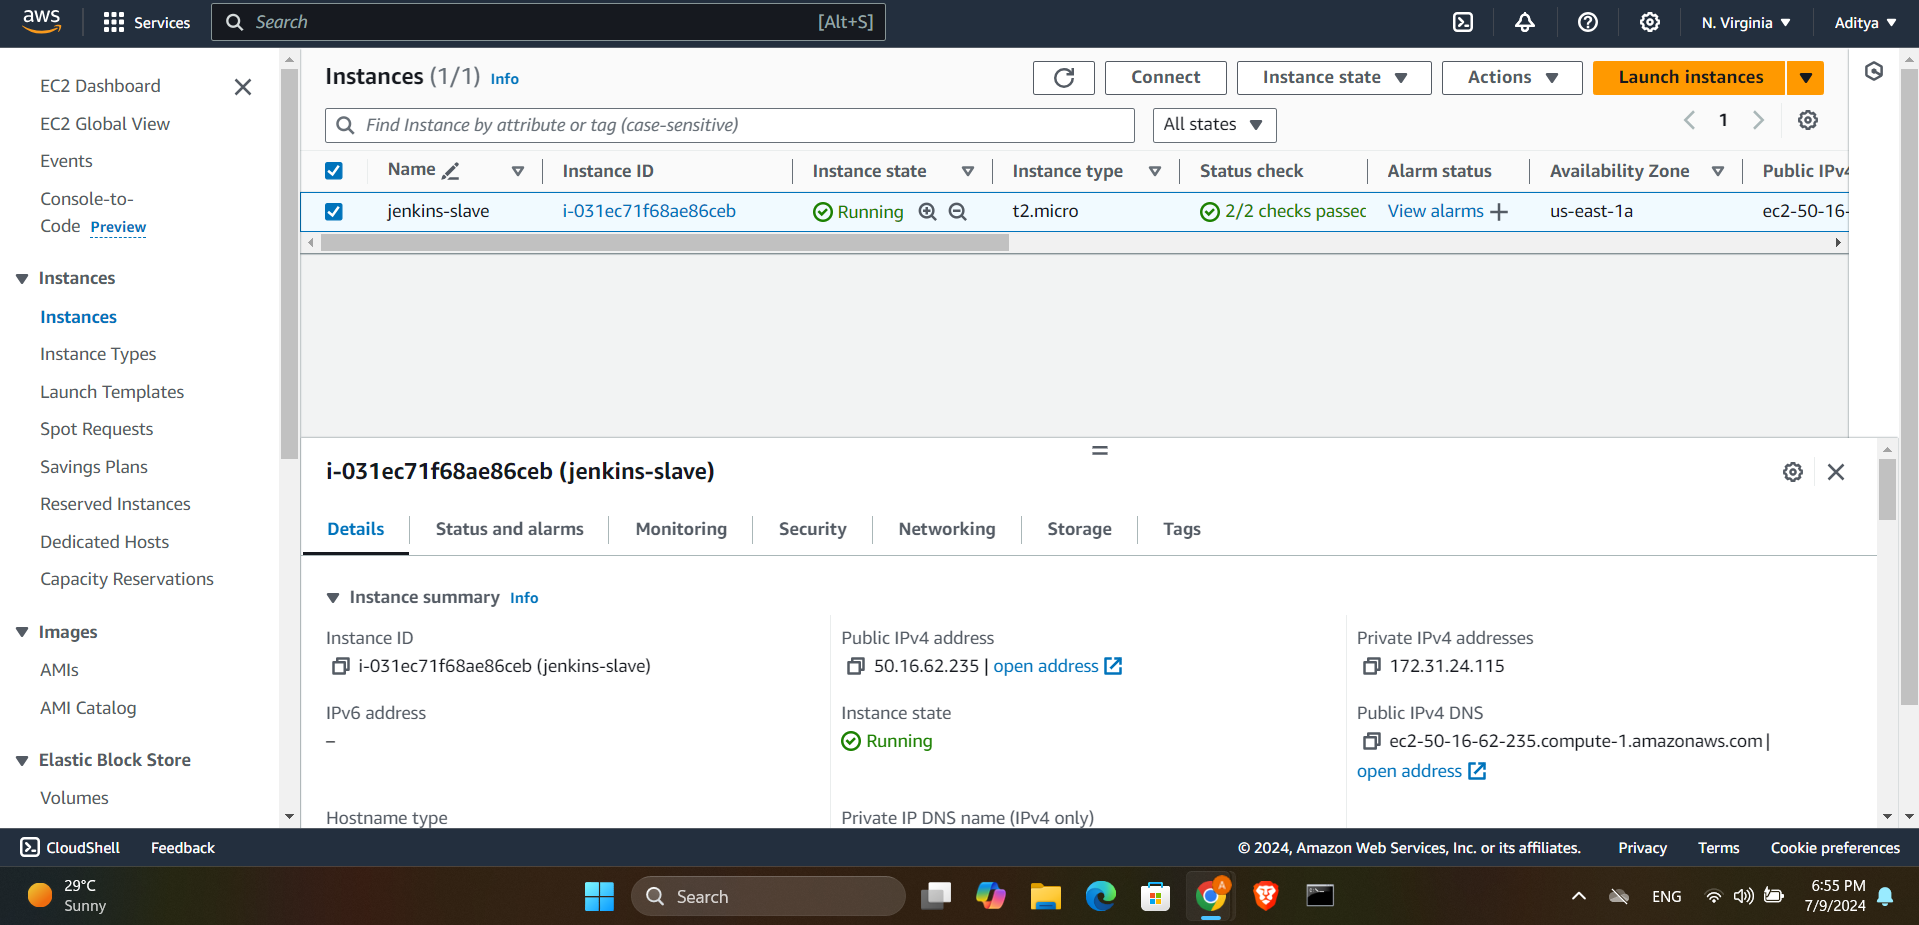 aws
Services
Search
[Alt+S]
N. Virginia
Aditya
EC2 Dashboard
EC2 Global View
Events
Console-to-
Code Preview
Instances
Instances
Instance Types
Launch Templates
Spot Requests
Savings Plans
Reserved Instances
Dedicated Hosts
Capacity Reservations
Images
AMIs
AMI Catalog
Elastic Block Store
Volumes
Instances (1/1) Info
Connect
Instance state
Actions
Launch instances
Find Instance by attribute or tag (case-sensitive)
All states
1
Name
Instance ID
Instance state
Instance type
Status check
Alarm status
Availability Zone
Public IPv4
jenkins-slave
i-031ec71f68ae86ceb
Running
t2.micro
2/2 checks passed
View alarms
us-east-1a
ec2-50-16-
i-031ec71f68ae86ceb (jenkins-slave)
Details
Status and alarms
Monitoring
Security
Networking
Storage
Tags
Instance summary Info
Instance ID
i-031ec71f68ae86ceb (jenkins-slave)
Public IPv4 address
50.16.62.235 | open address
Private IPv4 addresses
172.31.24.115
IPv6 address
–
Instance state
Running
Public IPv4 DNS
ec2-50-16-62-235.compute-1.amazonaws.com |
open address
Hostname type
Private IP DNS name (IPv4 only)
CloudShell
Feedback
© 2024, Amazon Web Services, Inc. or its affiliates.
Privacy
Terms
Cookie preferences
29°C
Sunny
Search
A
ENG
6:55 PM
7/9/2024